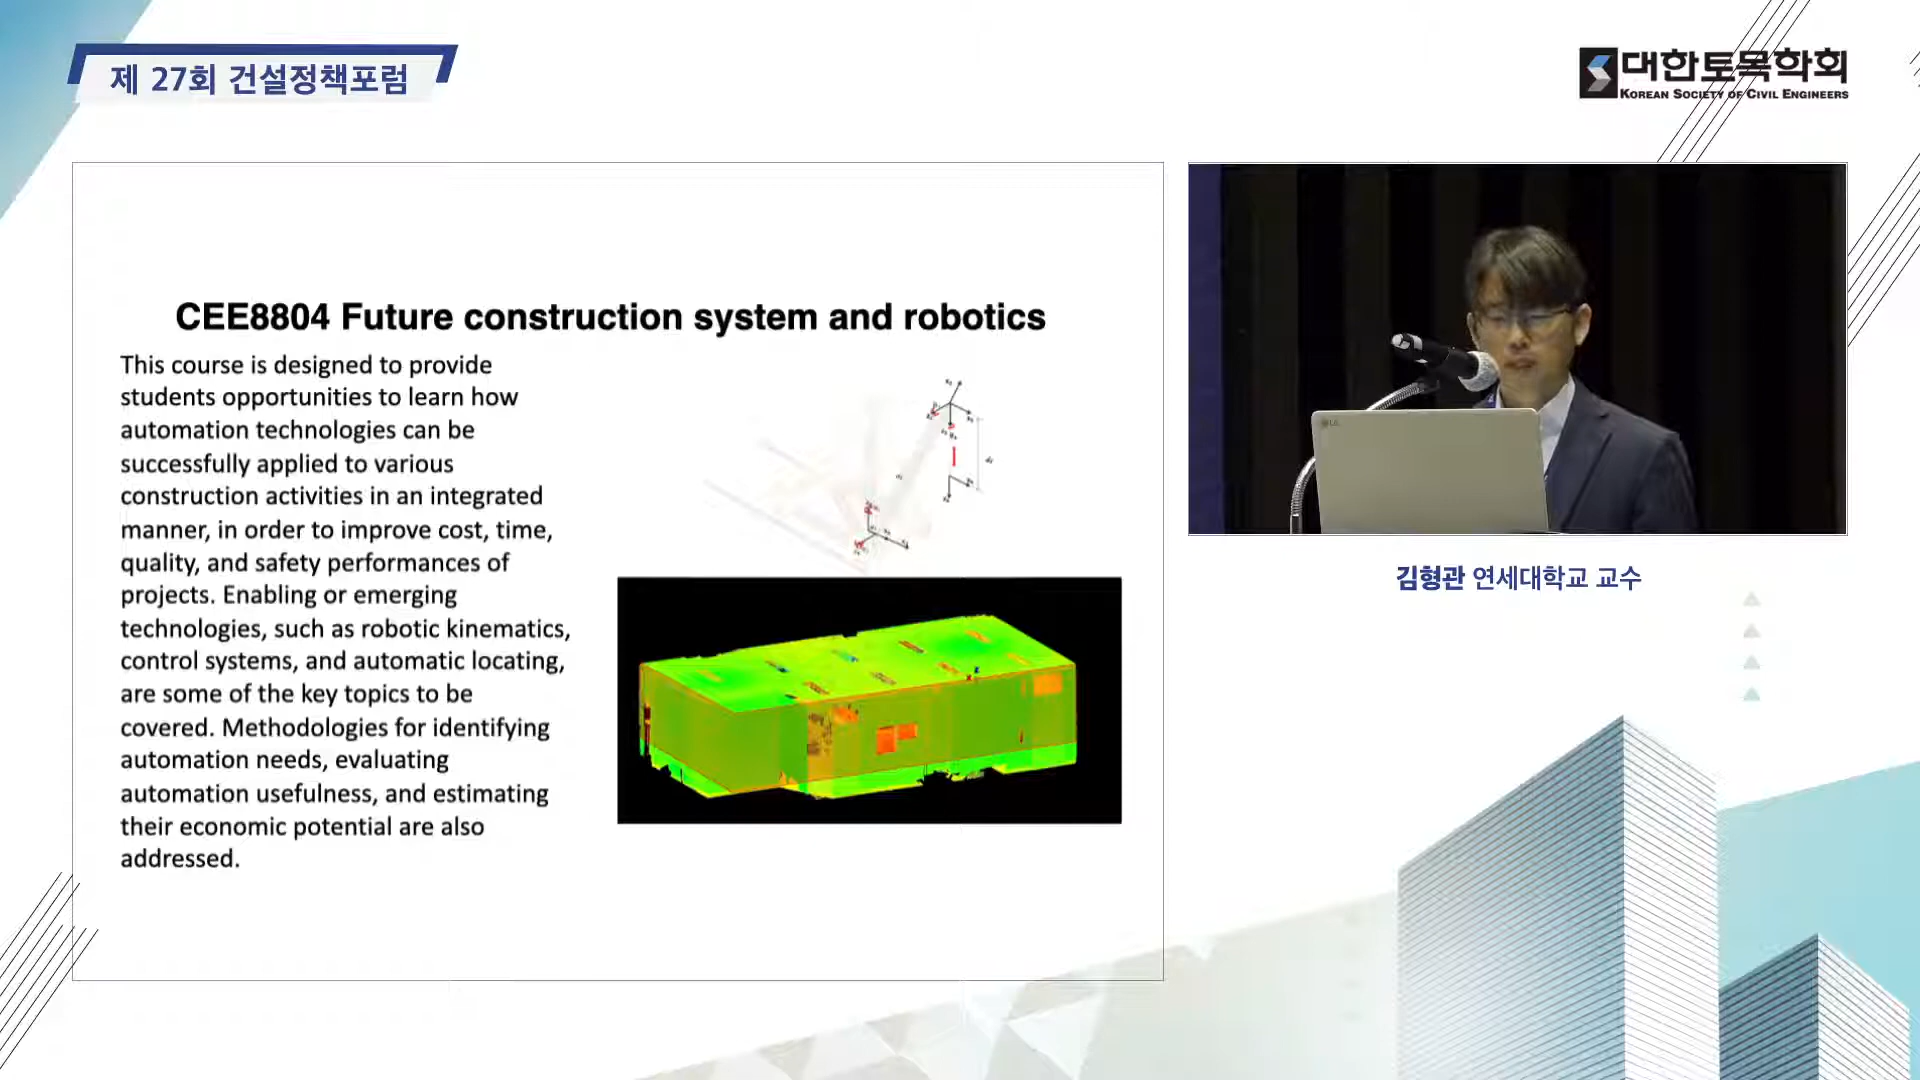 제 27회 건설정책포럼
대한토목학회
KOREAN SOCIETY OF CIVIL ENGINEERS
CEE8804 Future construction system and robotics
This course is designed to provide
students opportunities to learn how
automation technologies can be
successfully applied to various
construction activities in an integrated
manner, in order to improve cost, time,
quality, and safety performances of
projects. Enabling or emerging
technologies, such as robotic kinematics,
control systems, and automatic locating,
are some of the key topics to be
covered. Methodologies for identifying
automation needs, evaluating
automation usefulness, and estimating
their economic potential are also
addressed.
LG
김형관 연세대학교 교수